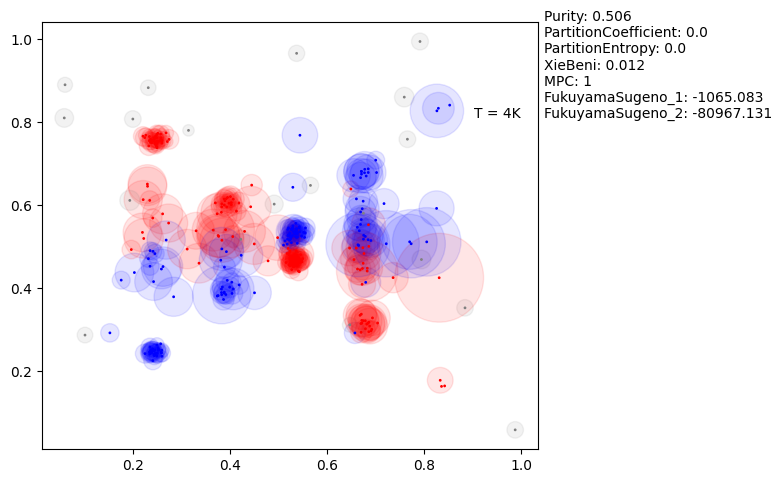 Purity: 0.506
PartitionCoefficient: 0.0
PartitionEntropy: 0.0
XieBeni: 0.012
MPC: 1
FukuyamaSugeno_1: -1065.083
FukuyamaSugeno_2: -80967.131
T = 4K
1.0
0.8
0.6
0.4
0.2
0.2 0.4 0.6 0.8 1.0